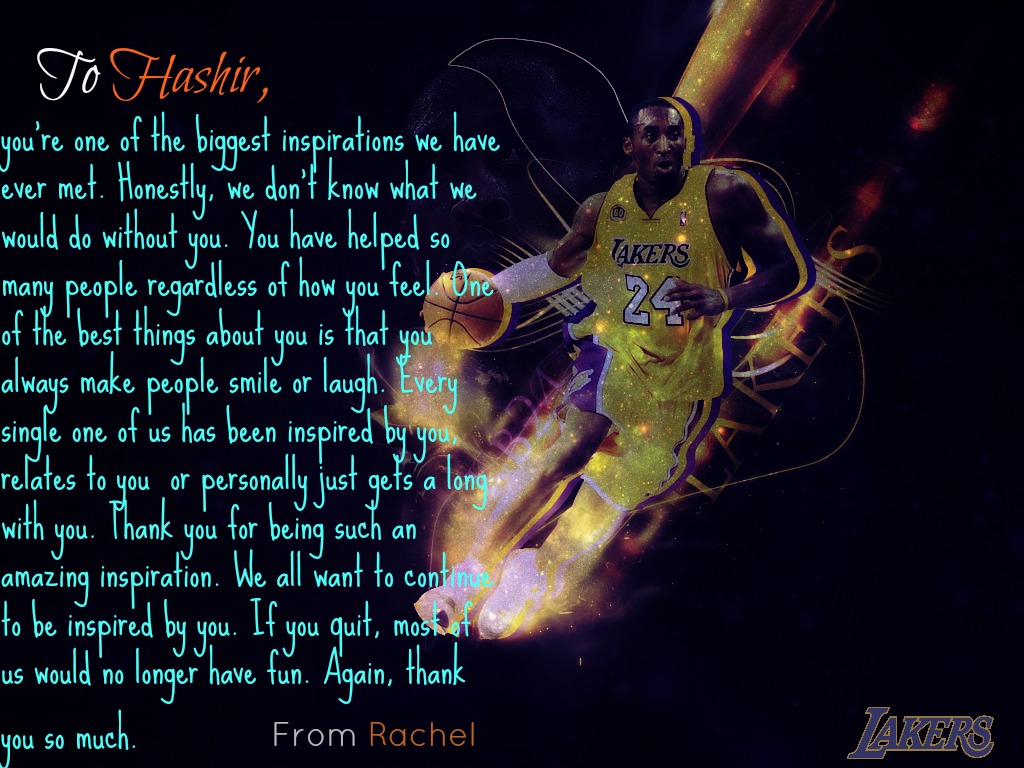 To Hashir,
you're one of the biggest inspirations we have
ever met. Honestly, we don't know what we
would do without you. You have helped so
many people regardless of how you feel. One
of the best things about you is that you
always make people smile or laugh. Every
single one of us has been inspired by you,
relates to you or personally just gets a long
with you. Thank you for being such an
amazing inspiration. We all want to continue
to be inspired by you. If you quit, most of
us would no longer have fun. Again, thank
you so much.
From Rachel
LAKERS
24
LAKERS
LAKERS